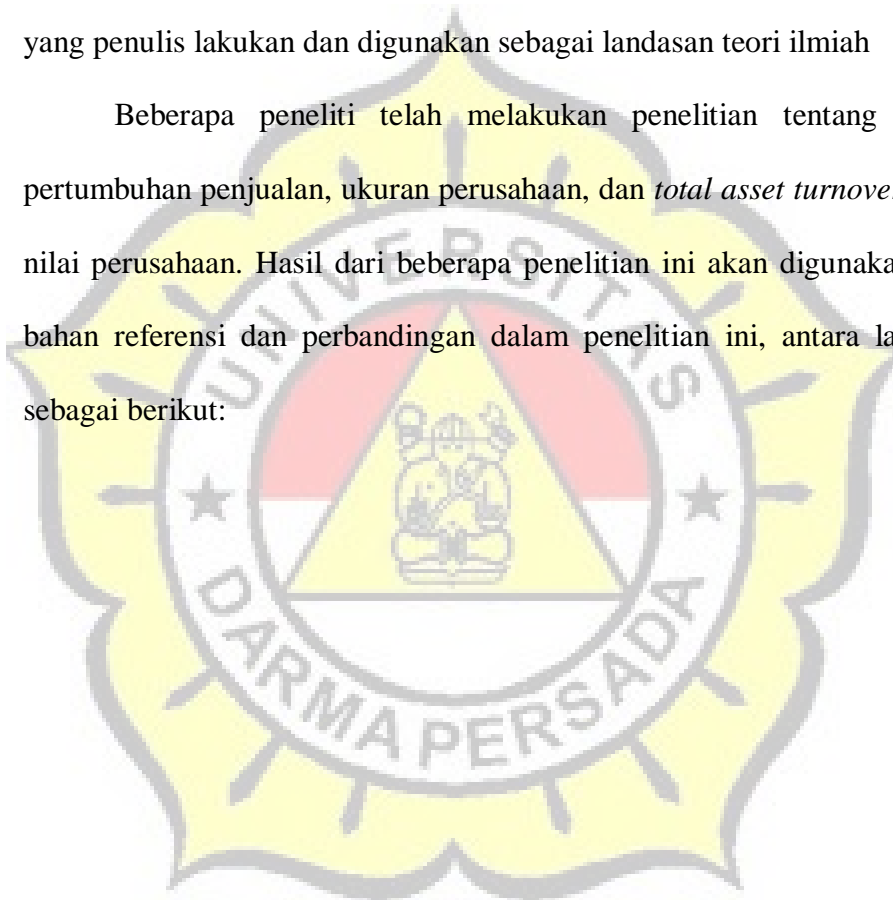 yang penulis lakukan dan digunakan sebagai landasan teori ilmiah
Beberapa peneliti telah melakukan penelitian tentang
pertumbuhan penjualan, ukuran perusahaan, dan total asset turnove
nilai perusahaan. Hasil dari beberapa penelitian ini akan digunaka
bahan referensi dan perbandingan dalam penelitian ini, antara la
sebagai berikut:
UNIVERSITAS
DARMA PERSADA